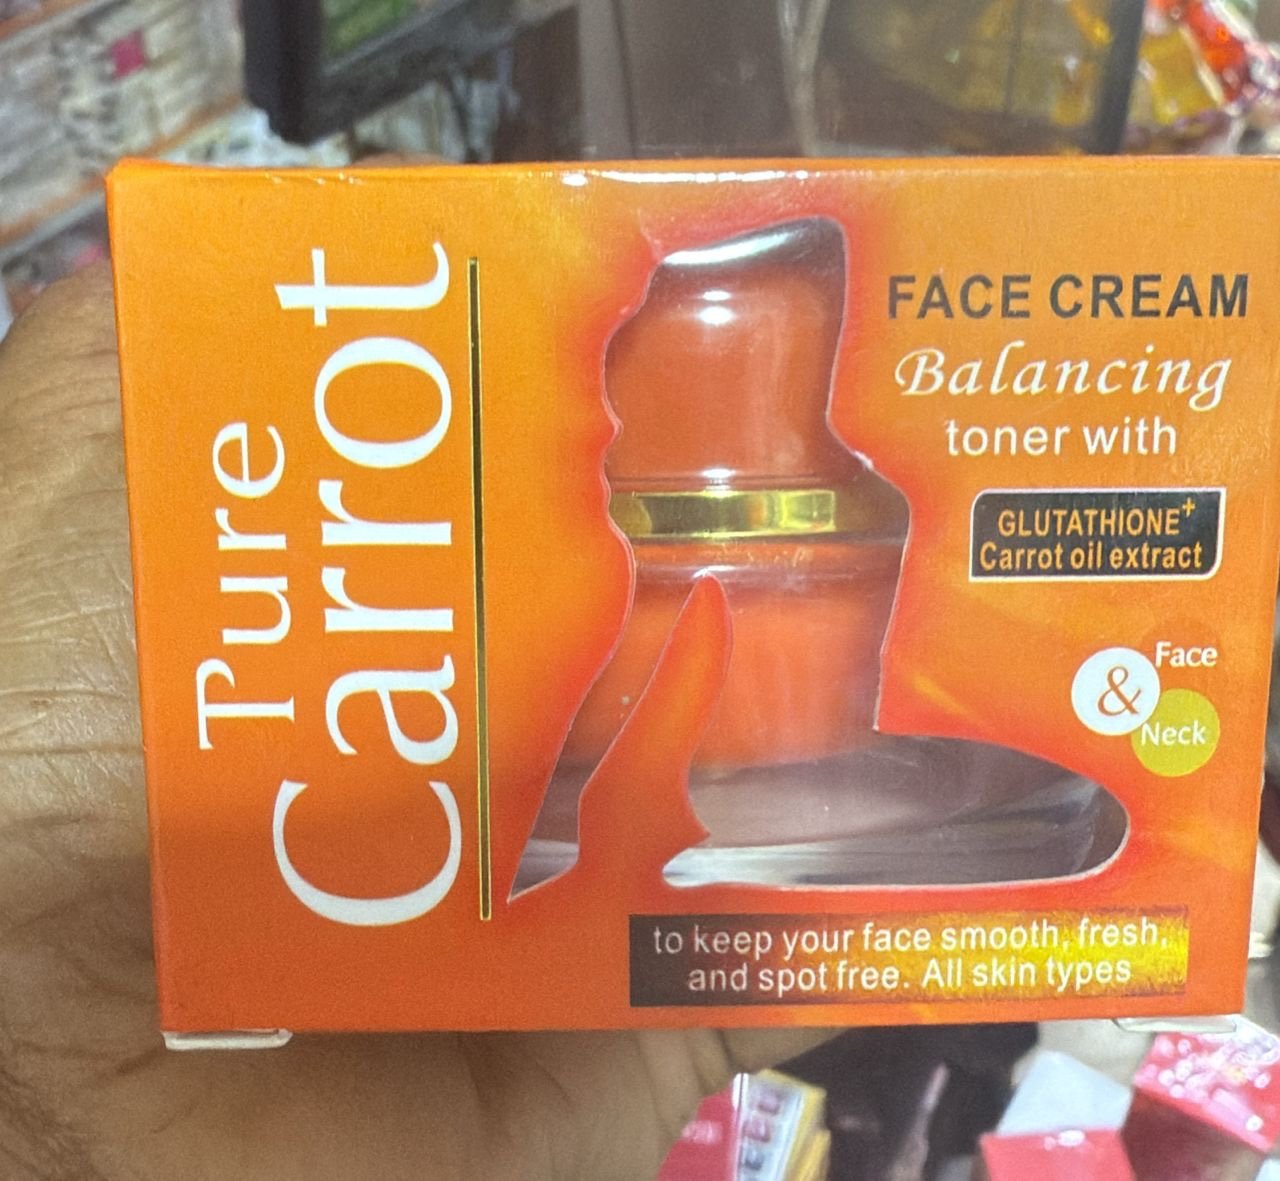 Pure
Carrot
FACE CREAM
Balancing
toner with
GLUTATHIONE+
Carrot oil extract
Face
&
Neck
to keep your face smooth, fresh,
and spot free. All skin types